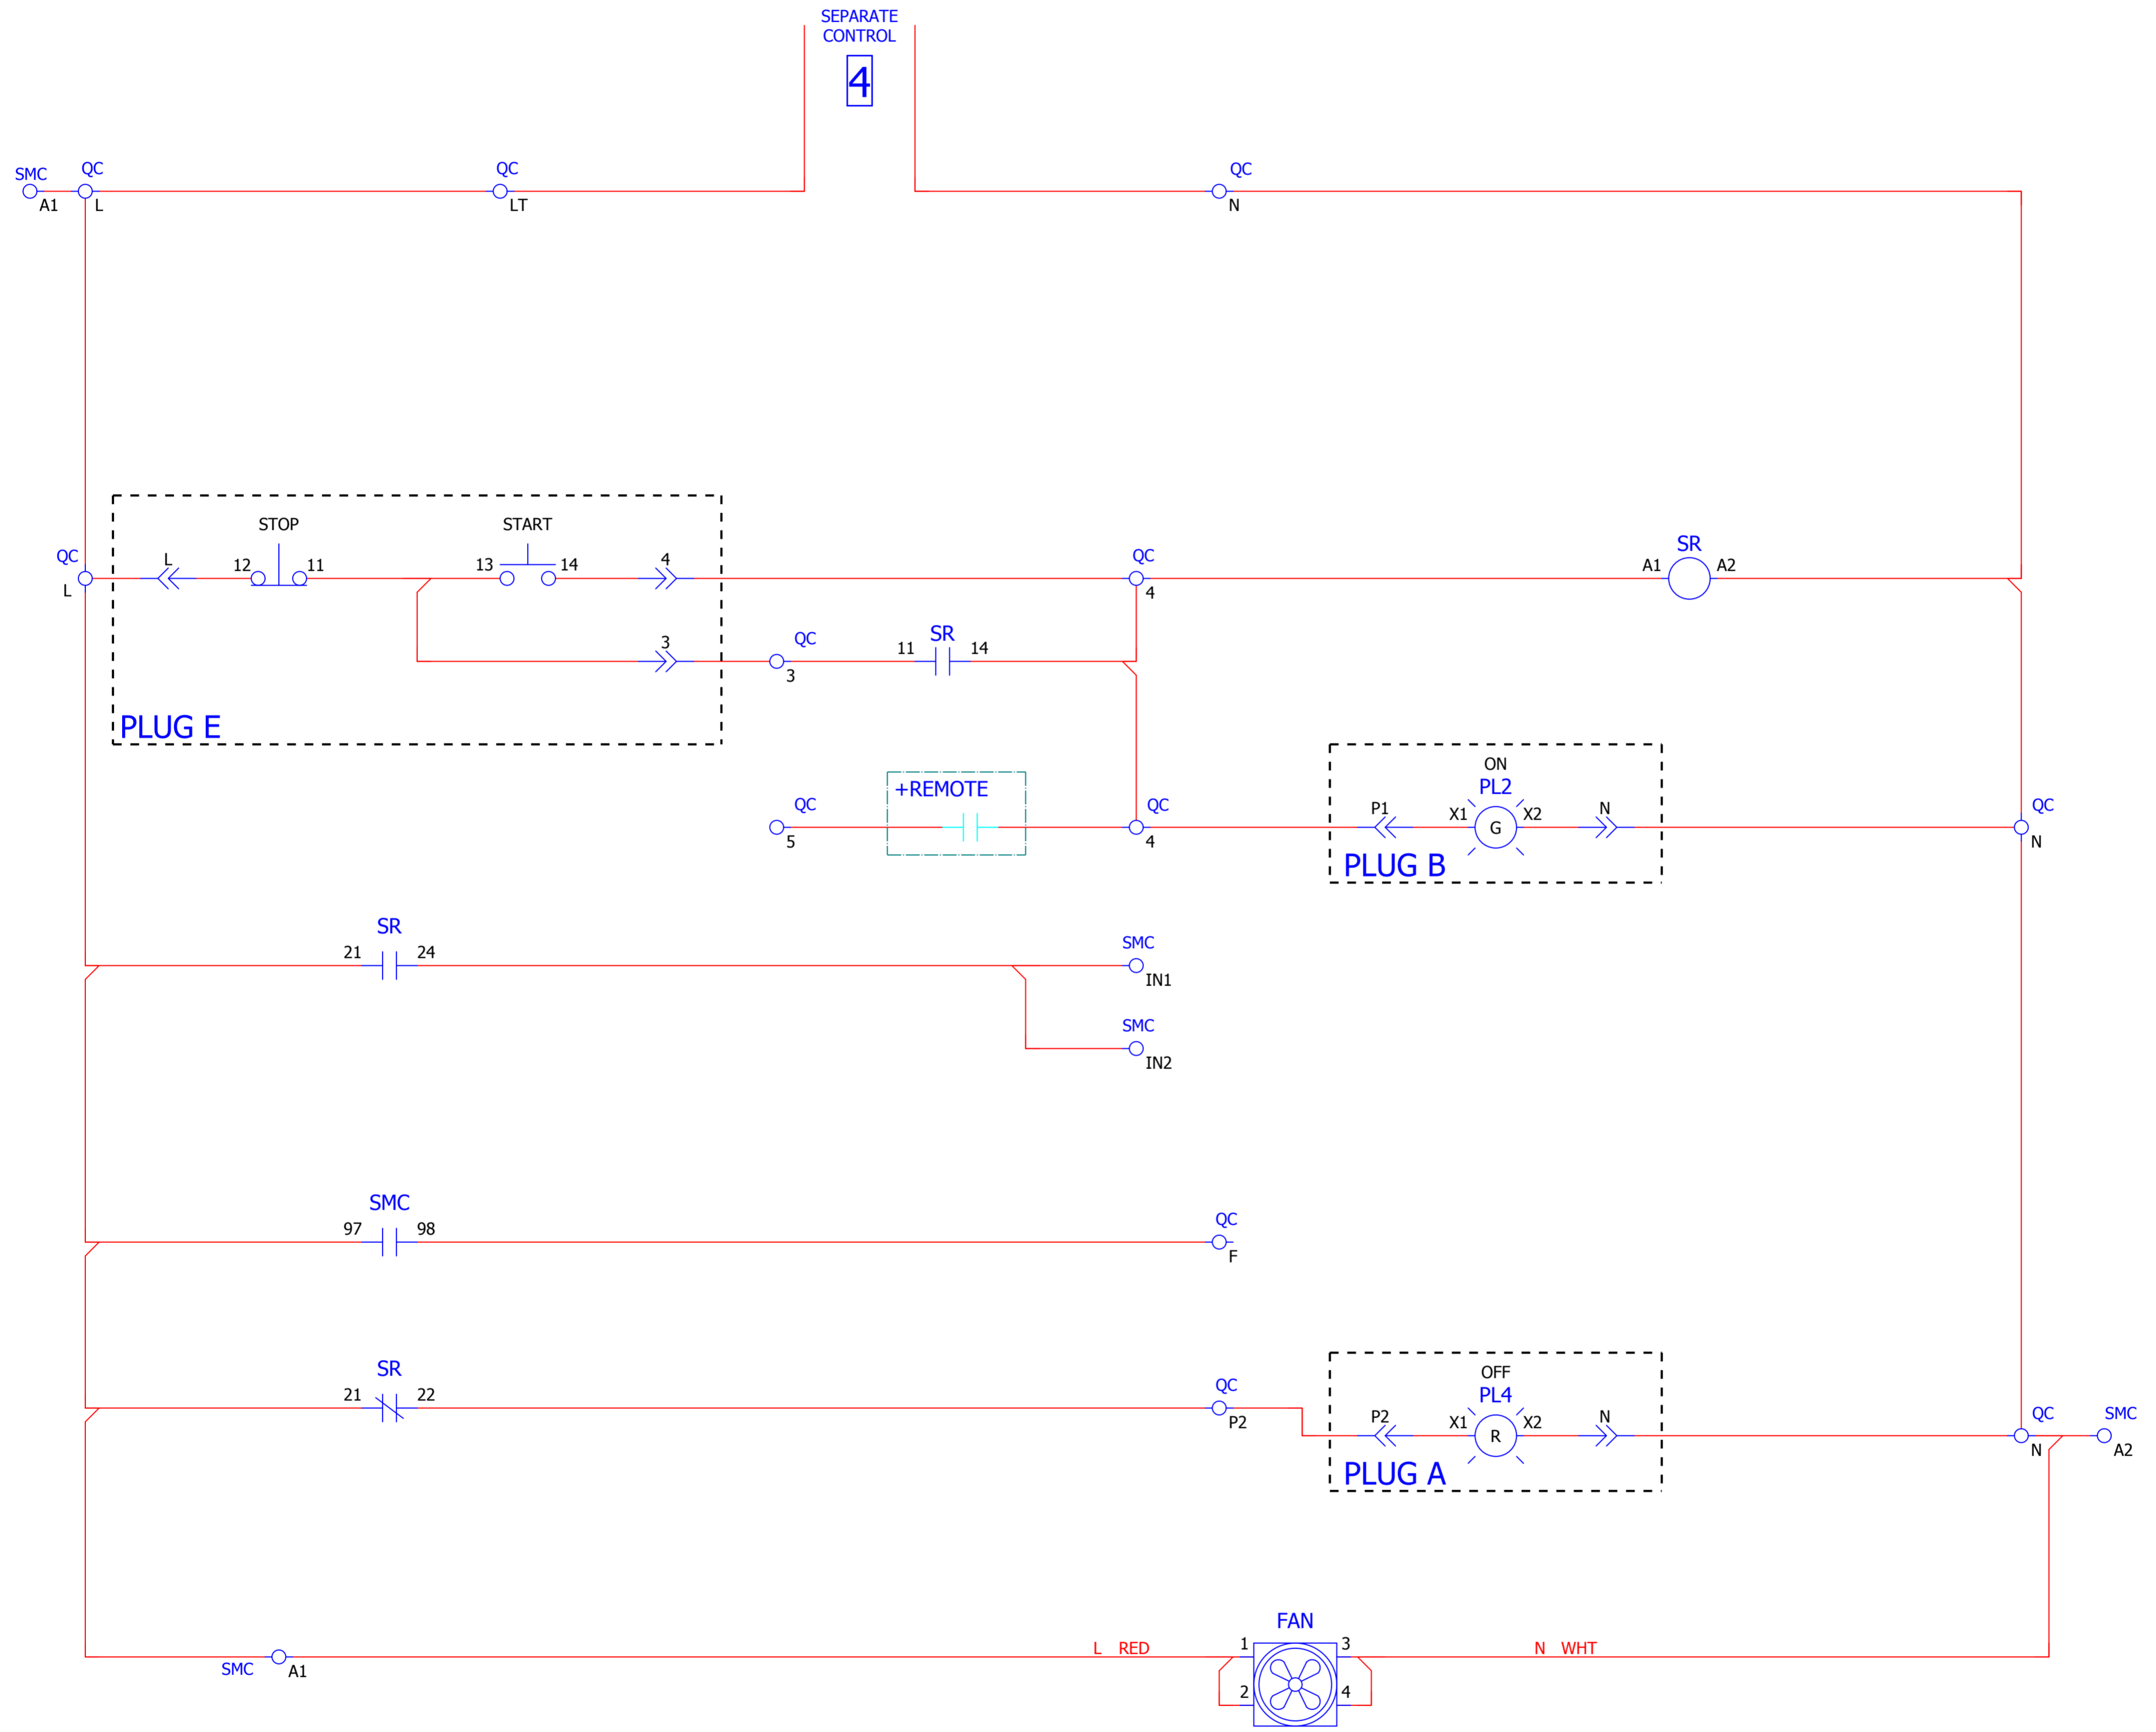 SEPARATE
CONTROL
4
SMC
A1
QC
L
QC
LT
QC
N
STOP
START
QC
L
L
12
11
13
14
4
QC
4
SR
A1
A2
3
QC
3
SR
11
14
PLUG E
+REMOTE
QC
5
QC
4
ON
PL2
P1
X1
G
X2
N
PLUG B
QC
N
SR
21
24
SMC
IN1
SMC
IN2
SMC
97
98
QC
F
SR
21
22
QC
P2
OFF
PL4
P2
X1
R
X2
N
PLUG A
QC
N
SMC
A2
FAN
SMC
A1
L RED
1
2
3
4
N WHT